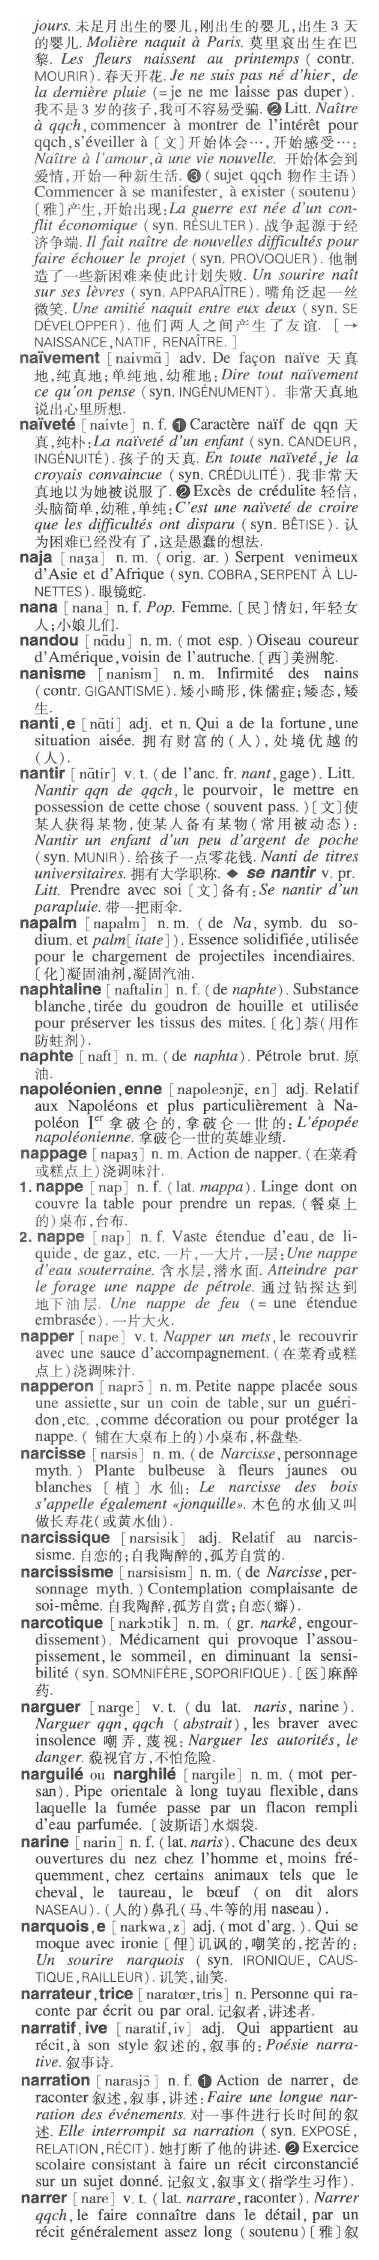 jours. 未足月出生的婴儿,刚出生的婴儿,出生 3 天
的婴儿. Molière naquit à Paris. 莫里哀出生在巴
黎. Les fleurs naissent au printemps ( contr.
MOURIR). 春天开花. Je ne suis pas né d'hier, de
la dernière pluie (= je ne me laisse pas duper).
我不是 3 岁的孩子,我可不容易受骗. ❷ Litt. Naître
à qqch, commencer à montrer de l'intérêt pour
qqch, s'éveiller à 〔文〕开始体会…,开始感受…:
Naître à l'amour, à une vie nouvelle. 开始体会到
爱情,开始一种新生活. ❸ ( sujet qqch 物作主语)
Commencer à se manifester, à exister (soutenu)
〔雅〕产生,开始出现: La guerre est née d'un con-
flit économique ( syn. RÉSULTER). 战争起源于经
济争端. Il fait naître de nouvelles difficultés pour
faire échouer le projet ( syn. PROVOQUER). 他制
造了一些新困难来使此计划失败. Un sourire naît
sur ses lèvres ( syn. APPARAÎTRE). 嘴角泛起一丝
微笑. Une amitié naquit entre eux deux ( syn. SE
DÉVELOPPER). 他们两人之间产生了友谊. [ →
NAISSANCE, NATIF, RENAÎTRE. ]
naïvement [naivmɑ̃] adv. De façon naïve 天真
地,纯真地;单纯地,幼稚地: Dire tout naïvement
ce qu'on pense (syn. INGÉNUMENT). 非常天真地
说出心里所想.
naïveté [naivte] n. f. ❶ Caractère naïf de qqn 天
真,纯朴: La naïveté d'un enfant ( syn. CANDEUR,
INGÉNUITÉ). 孩子的天真. En toute naïveté, je la
croyais convaincue (syn. CRÉDULITÉ). 我非常天
真地以为她被说服了. ❷ Excès de crédulite 轻信,
头脑简单,幼稚,单纯: C'est une naïveté de croire
que les difficultés ont disparu ( syn. BÊTISE). 认
为困难已经没有了,这是愚蠢的想法.
naja [naʒa] n. m. ( orig. ar. ) Serpent venimeux
d'Asie et d'Afrique (syn. COBRA, SERPENT À LU-
NETTES). 眼镜蛇.
nana [nana] n. f. Pop. Femme. 〔民〕情妇,年轻女
人;小娘儿们.
nandou [nɑ̃du] n. m. ( mot esp. ) Oiseau coureur
d'Amérique, voisin de l'autruche. 〔西〕美洲鸵.
nanisme [nanism] n. m. Infirmité des nains
( contr. GIGANTISME). 矮小畸形,侏儒症;矮态,矮
生.
nanti, e [nɑ̃ti] adj. et n. Qui a de la fortune, une
situation aisée. 拥有财富的(人),处境优越的
(人).
nantir [nɑ̃tir] v. t. (de l'anc. fr. nant, gage). Litt.
Nantir qqn de qqch, le pourvoir, le mettre en
possession de cette chose (souvent pass. )〔文〕使
某人获得某物,使某人备有某物(常用被动态):
Nantir un enfant d'un peu d'argent de poche
(syn. MUNIR). 给孩子一点零花钱. Nanti de titres
universitaires. 拥有大学职称. ◆ se nantir v. pr.
Litt. Prendre avec soi 〔文〕备有: Se nantir d'un
parapluie. 带一把雨伞.
napalm [napalm] n. m. ( de Na, symb. du so-
dium. et palm[ itate]). Essence solidifiée, utilisée
pour le chargement de projectiles incendiaires.
〔化〕凝固油剂,凝固汽油.
naphtaline [naftalin] n. f. (de naphte). Substance
blanche, tirée du goudron de houille et utilisée
pour préserver les tissus des mites. 〔化〕萘(用作
防蛀剂).
naphte [naft] n. m. ( de naphta). Pétrole brut. 原
油.
napoléonien, enne [napoleɔnjɛ̃, ɛn] adj. Relatif
aux Napoléons et plus particulièrement à Na-
poléon Ier 拿破仑的,拿破仑一世的: L'épopée
napoléonienne. 拿破仑一世的英雄业绩.
nappage [napaʒ] n. m. Action de napper. (在菜肴
或糕点上)浇调味汁.
1. nappe [nap] n. f. (lat. mappa). Linge dont on
couvre la table pour prendre un repas. (餐桌上
的)桌布,台布.
2. nappe [nap] n. f. Vaste étendue d'eau, de li-
quide, de gaz, etc. 一片,一大片,一层: Une nappe
d'eau souterraine. 含水层,潜水面. Atteindre par
le forage une nappe de pétrole. 通过钻探达到
地下油层. Une nappe de feu ( = une étendue
embrasée). 一片大火.
napper [nape] v. t. Napper un mets, le recouvrir
avec une sauce d'accompagnement. (在菜肴或糕
点上)浇调味汁.
napperon [naprɔ̃] n. m. Petite nappe placée sous
une assiette, sur un coin de table, sur un guéri-
don, etc. , comme décoration ou pour protéger la
nappe. ( 铺在大桌布上的)小桌布,杯盘垫.
narcisse [narsis] n. m. ( de Narcisse, personnage
myth. ) Plante bulbeuse à fleurs jaunes ou
blanches 〔植〕水仙: Le narcisse des bois
s'appelle également «jonquille». 木色的水仙又叫
做长寿花(或黄水仙).
narcissique [narsisik] adj. Relatif au narcis-
sisme. 自恋的;自我陶醉的,孤芳自赏的.
narcissisme [narsisism] n. m. ( de Narcisse, per-
sonnage myth. ) Contemplation complaisante de
soi-même. 自我陶醉,孤芳自赏;自恋(癖).
narcotique [narkɔtik] n. m. ( gr. narkê, engour-
dissement). Médicament qui provoque l'assou-
pissement, le sommeil, en diminuant la sensi-
bilité ( syn. SOMNIFÈRE, SOPORIFIQUE). 〔医〕麻醉
药.
narguer [narge] v. t. ( du lat. naris, narine).
Narguer qqn, qqch ( abstrait), les braver avec
insolence 嘲弄,蔑视: Narguer les autorités, le
danger. 藐视官方,不怕危险.
narguilé ou narghilé [nargile] n. m. ( mot per-
san). Pipe orientale à long tuyau flexible, dans
laquelle la fumée passe par un flacon rempli
d'eau parfumée. 〔波斯语〕水烟袋.
narine [narin] n. f. (lat. naris). Chacune des deux
ouvertures du nez chez l'homme et, moins fré-
quemment, chez certains animaux tels que le
cheval, le taureau, le bœuf ( on dit alors
NASEAU). (人的)鼻孔(马、牛等的用 naseau).
narquois, e [narkwa, z] adj. (mot d'arg. ). Qui se
moque avec ironie 〔俚〕讥讽的,嘲笑的,挖苦的:
Un sourire narquois ( syn. IRONIQUE, CAUS-
TIQUE, RAILLEUR). 讥笑,讪笑.
narrateur, trice [naratœr, tris] n. Personne qui ra-
conte par écrit ou par oral. 记叙者,讲述者.
narratif, ive [naratif, iv] adj. Qui appartient au
récit, à son style 叙述的,叙事的: Poésie narra-
tive. 叙事诗.
narration [narasjɔ̃] n. f. ❶ Action de narrer, de
raconter 叙述,叙事,讲述: Faire une longue nar-
ration des événements. 对一事件进行长时间的叙
述. Elle interrompit sa narration ( syn. EXPOSÉ,
RELATION, RÉCIT). 她打断了他的讲述. ❷ Exercice
scolaire consistant à faire un récit circonstancié
sur un sujet donné. 记叙文,叙事文(指学生习作).
narrer [nare] v. t. ( lat. narrare, raconter). Narrer
qqch, le faire connaître dans le détail, par un
récit généralement assez long (soutenu)〔雅〕叙